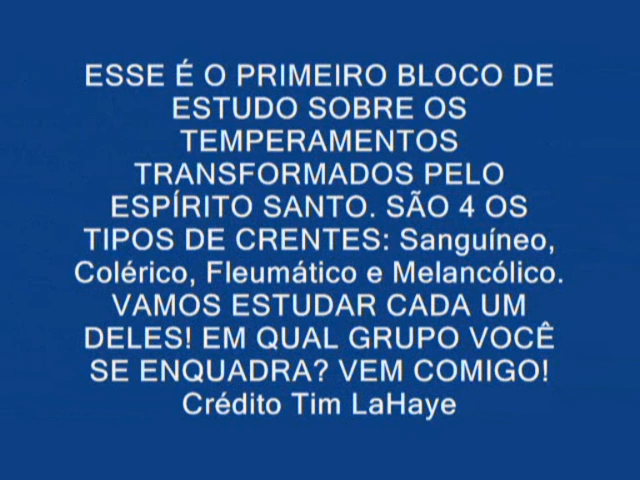 ESSE É O PRIMEIRO BLOCO DE
ESTUDO SOBRE OS
TEMPERAMENTOS
TRANSFORMADOS PELO
ESPÍRITO SANTO. SÃO 4 OS
TIPOS DE CRENTES: Sanguíneo,
Colérico, Fleumático e Melancólico.
VAMOS ESTUDAR CADA UM
DELES! EM QUAL GRUPO VOCÊ
SE ENQUADRA? VEM COMIGO!
Crédito Tim LaHaye